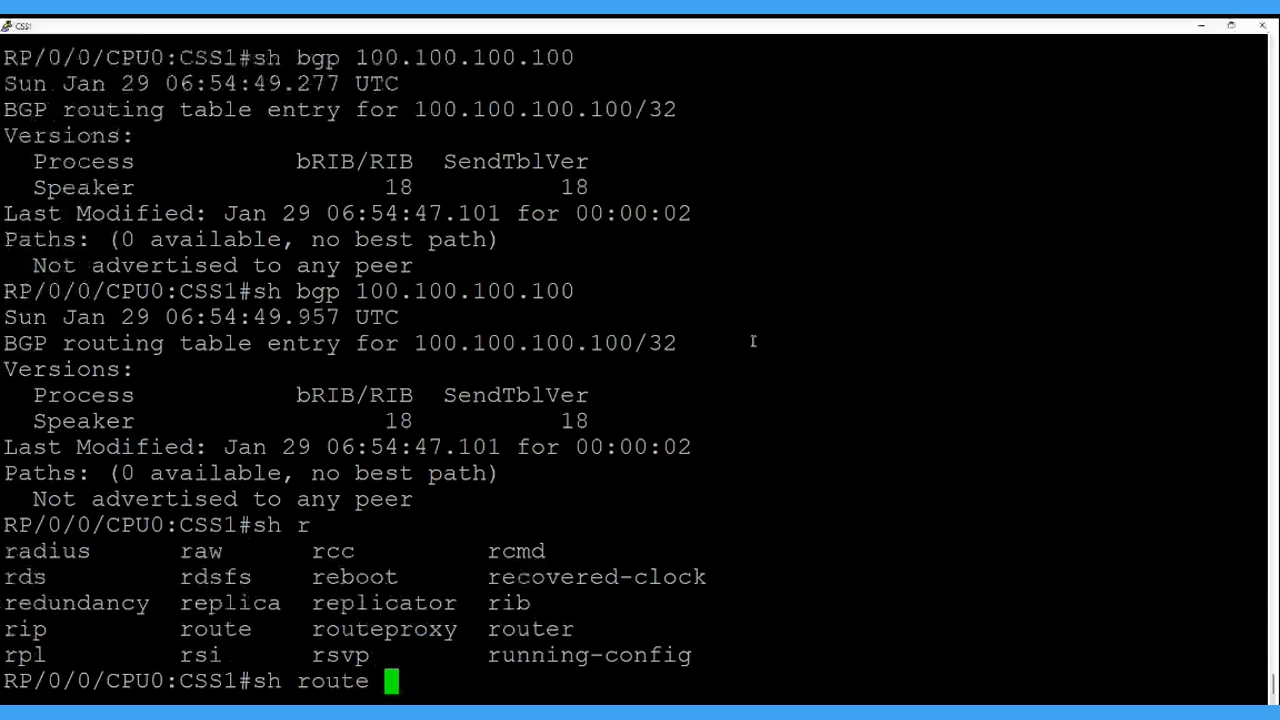 CSS1
RP/0/0/CPU0:CSS1#sh bgp 100.100.100.100
Sun Jan 29 06:54:49.277 UTC
BGP routing table entry for 100.100.100.100/32
Versions:
  Process           bRIB/RIB  SendTblVer
  Speaker                 18          18
Last Modified: Jan 29 06:54:47.101 for 00:00:02
Paths: (0 available, no best path)
  Not advertised to any peer
RP/0/0/CPU0:CSS1#sh bgp 100.100.100.100
Sun Jan 29 06:54:49.957 UTC
BGP routing table entry for 100.100.100.100/32
Versions:
  Process           bRIB/RIB  SendTblVer
  Speaker                 18          18
Last Modified: Jan 29 06:54:47.101 for 00:00:02
Paths: (0 available, no best path)
  Not advertised to any peer
RP/0/0/CPU0:CSS1#sh r
radius      raw      rcc         rcmd
rds         rdsfs    reboot      recovered-clock
redundancy  replica  replicator  rib
rip         route    routeproxy  router
rpl         rsi      rsvp        running-config
RP/0/0/CPU0:CSS1#sh route